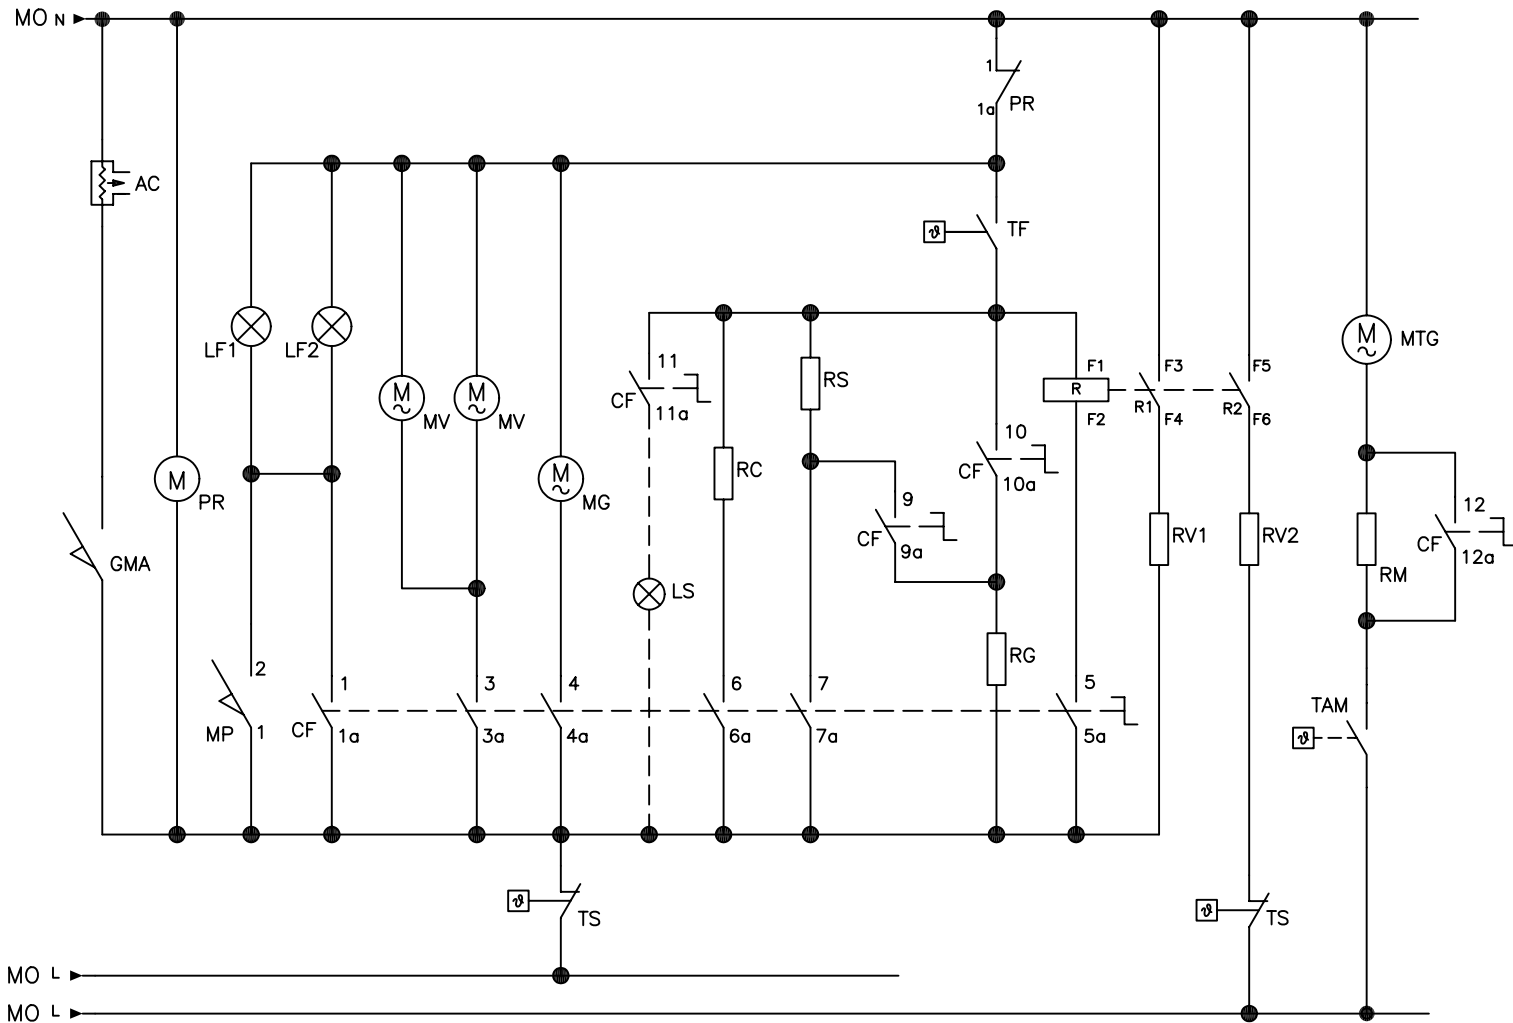 MO N
1
1a PR
AC
TF
LF1
LF2
MV
MV
11
CF
11a
RS
F1
R
F2
F3
R1
F4
F5
R2
F6
MTG
M
M
M
M
M
PR
MG
RC
10
CF
10a
9
CF
9a
GMA
LS
RV1
RV2
RM
12
CF
12a
RG
2
MP 1
1
CF
1a
3
3a
4
4a
6
6a
7
7a
5
5a
TAM
TS
TS
MO L
MO L